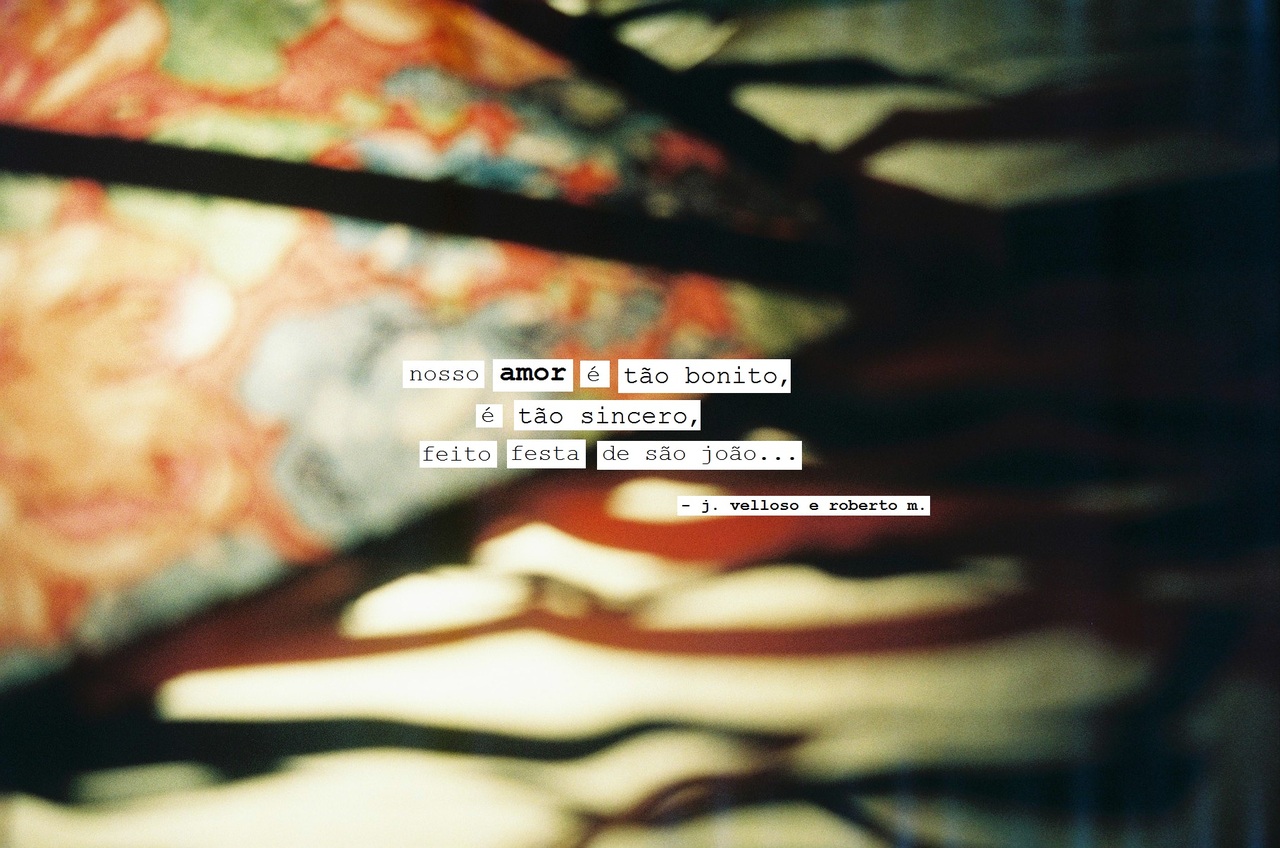 nosso amor é tão bonito,
é tão sincero,
feito festa de são joão...
- j. velloso e roberto m.